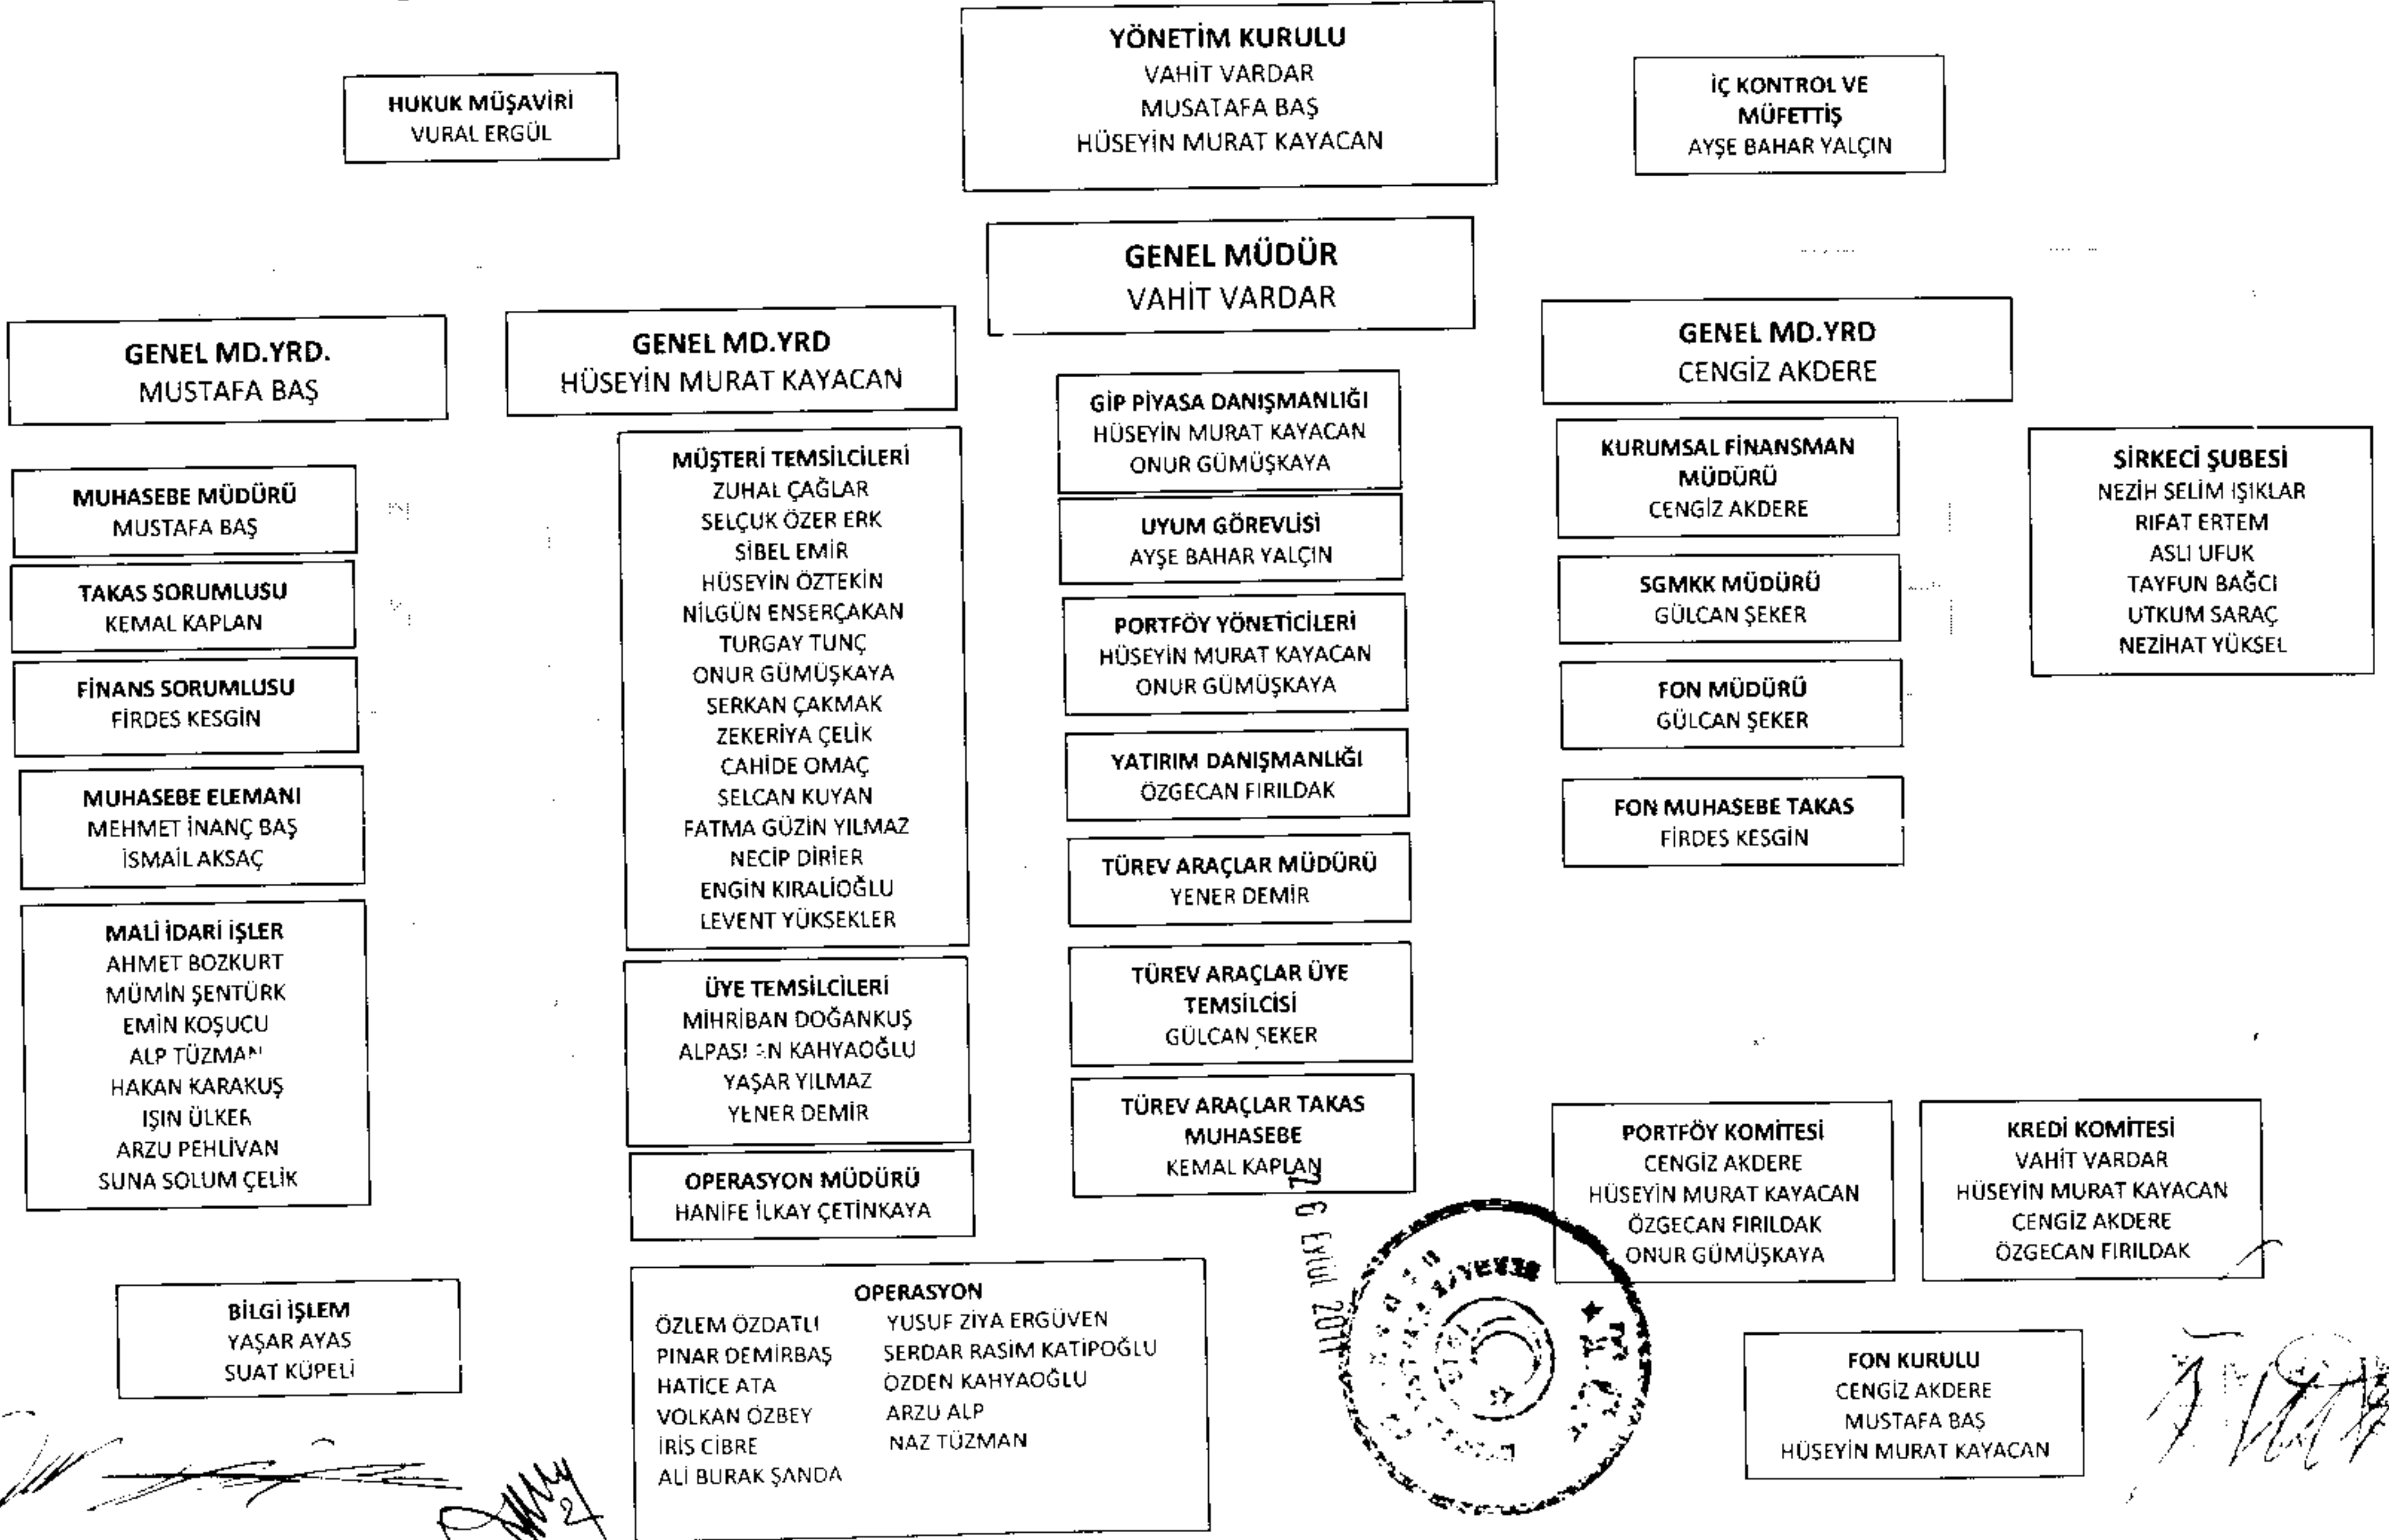 YÖNETİM KURULU
VAHİT VARDAR
MUSATAFA BAŞ
HÜSEYİN MURAT KAYACAN
HUKUK MÜŞAVİRİ
VURAL ERGÜL
İÇ KONTROL VE
MÜFETTİŞ
AYŞE BAHAR YALÇIN
GENEL MÜDÜR
VAHİT VARDAR
GENEL MD.YRD.
MUSTAFA BAŞ
GENEL MD.YRD
HÜSEYİN MURAT KAYACAN
GENEL MD.YRD
CENGİZ AKDERE
MUHASEBE MÜDÜRÜ
MUSTAFA BAŞ
TAKAS SORUMLUSU
KEMAL KAPLAN
FİNANS SORUMLUSU
FİRDES KESGİN
MUHASEBE ELEMANI
MEHMET İNANÇ BAŞ
İSMAİL AKSAÇ
MALİ İDARİ İŞLER
AHMET BOZKURT
MÜMİN ŞENTÜRK
EMİN KOŞUCU
ALP TÜZMAN
HAKAN KARAKUŞ
IŞIN ÜLKER
ARZU PEHLİVAN
SUNA SOLUM ÇELİK
BİLGİ İŞLEM
YAŞAR AYAS
SUAT KÜPELİ
MÜŞTERİ TEMSİLCİLERİ
ZUHAL ÇAĞLAR
SELÇUK ÖZER ERK
SİBEL EMİR
HÜSEYİN ÖZTEKİN
NİLGÜN ENSERÇAKAN
TURGAY TUNÇ
ONUR GÜMÜŞKAYA
SERKAN ÇAKMAK
ZEKERİYA ÇELİK
CAHİDE OMAÇ
SELCAN KUYAN
FATMA GÜZİN YILMAZ
NECİP DİRİER
ENGİN KIRALİOĞLU
LEVENT YÜKSEKLER
ÜYE TEMSİLCİLERİ
MİHRİBAN DOĞANKUŞ
ALPASLAN KAHYAOĞLU
YAŞAR YILMAZ
YENER DEMİR
OPERASYON MÜDÜRÜ
HANİFE İLKAY ÇETİNKAYA
OPERASYON
ÖZLEM ÖZDATLI YUSUF ZİYA ERGÜVEN
PINAR DEMİRBAŞ SERDAR RASİM KATİPOĞLU
HATİCE ATA ÖZDEN KAHYAOĞLU
VOLKAN ÖZBEY ARZU ALP
İRİS CİBRE NAZ TÜZMAN
ALİ BURAK ŞANDA
GİP PİYASA DANIŞMANLIĞI
HÜSEYİN MURAT KAYACAN
ONUR GÜMÜŞKAYA
UYUM GÖREVLİSİ
AYŞE BAHAR YALÇIN
PORTFÖY YÖNETİCİLERİ
HÜSEYİN MURAT KAYACAN
ONUR GÜMÜŞKAYA
YATIRIM DANIŞMANLIĞI
ÖZGECAN FIRILDAK
TÜREV ARAÇLAR MÜDÜRÜ
YENER DEMİR
TÜREV ARAÇLAR ÜYE
TEMSİLCİSİ
GÜLCAN ŞEKER
TÜREV ARAÇLAR TAKAS
MUHASEBE
KEMAL KAPLAN
KURUMSAL FİNANSMAN
MÜDÜRÜ
CENGİZ AKDERE
SGMKK MÜDÜRÜ
GÜLCAN ŞEKER
FON MÜDÜRÜ
GÜLCAN ŞEKER
FON MUHASEBE TAKAS
FİRDES KESGİN
SİRKECİ ŞUBESİ
NEZİH SELİM IŞIKLAR
RIFAT ERTEM
ASLI UFUK
TAYFUN BAĞCI
UTKUM SARAÇ
NEZİHAT YÜKSEL
PORTFÖY KOMİTESİ
CENGİZ AKDERE
HÜSEYİN MURAT KAYACAN
ÖZGECAN FIRILDAK
ONUR GÜMÜŞKAYA
KREDİ KOMİTESİ
VAHİT VARDAR
HÜSEYİN MURAT KAYACAN
CENGİZ AKDERE
ÖZGECAN FIRILDAK
FON KURULU
CENGİZ AKDERE
MUSTAFA BAŞ
HÜSEYİN MURAT KAYACAN
Eylül 2011